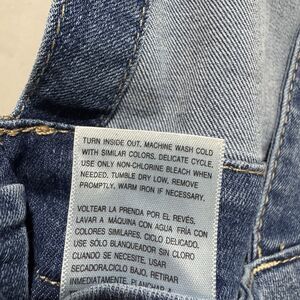 TURN INSIDE OUT. MACHINE WASH COLD
WITH SIMILAR COLORS. DELICATE CYCLE.
USE ONLY NON-CHLORINE BLEACH WHEN
NEEDED. TUMBLE DRY LOW, REMOVE
PROMPTLY, WARM IRON IF NECESSARY.
VOLTEAR LA PRENDA POR EL REVÉS.
LAVAR A MÁQUINA CON AGUA FRÍA CON
COLORES SIMILARES, CICLO DELICADO.
USE SÓLO BLANQUEADOR SIN CLORO
CUANDO SE NECESITE, USAR
SECADORA,CICLO BAJO, RETIRAR
INMEDIATAMENTE, PLANCHAR A